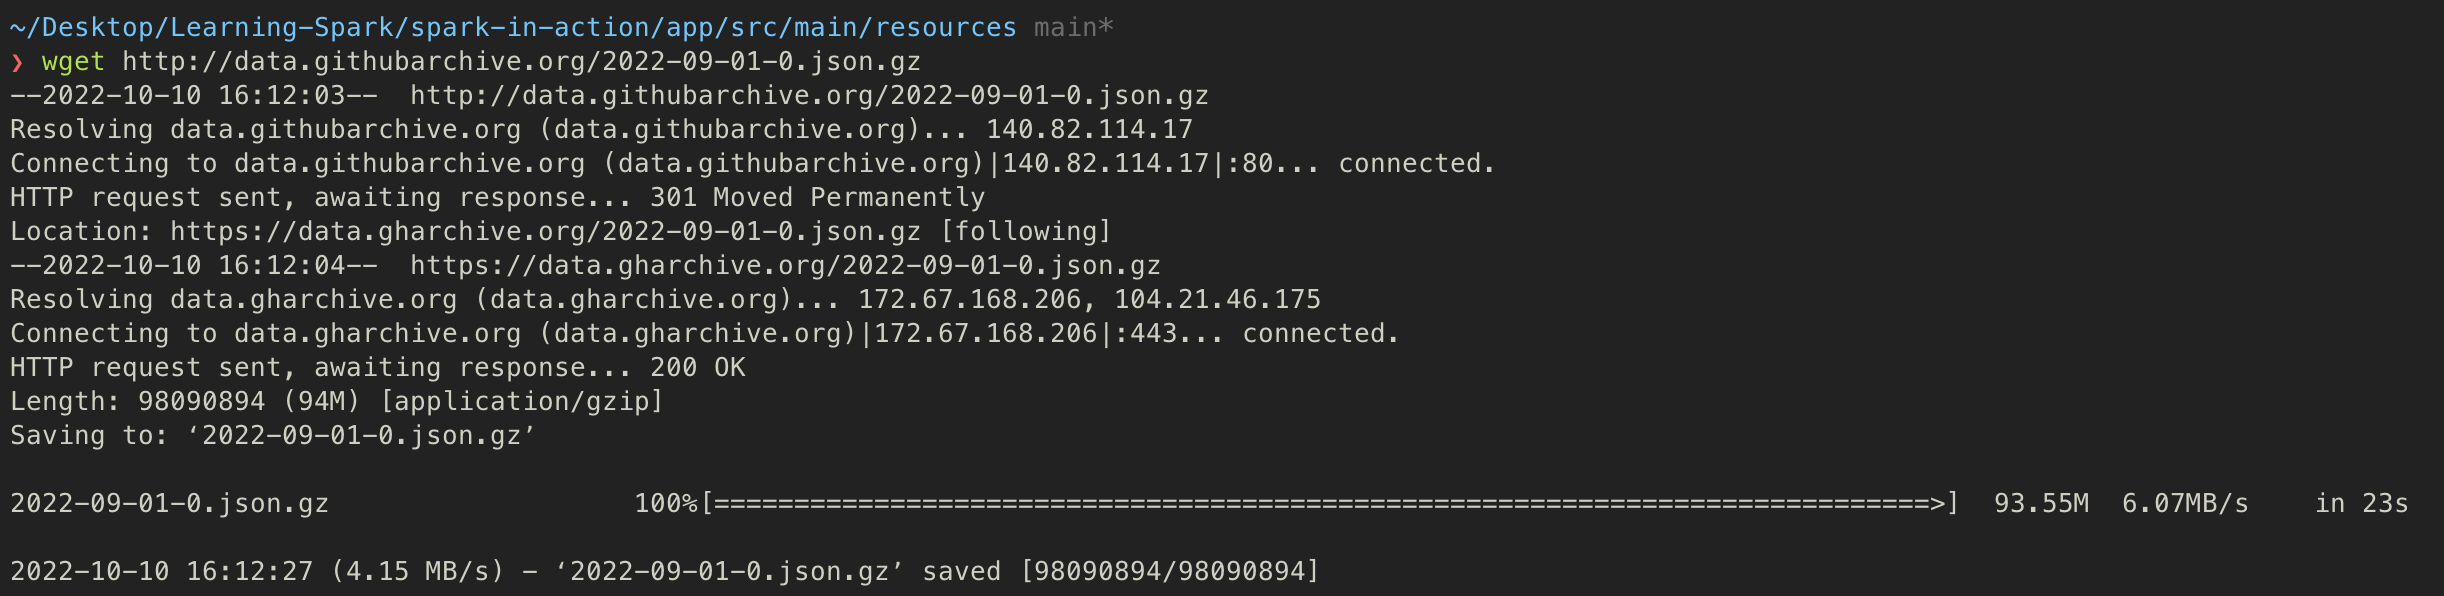 ~/Desktop/Learning-Spark/spark-in-action/app/src/main/resources main*
❯ wget http://data.githubarchive.org/2022-09-01-0.json.gz
--2022-10-10 16:12:03--  http://data.githubarchive.org/2022-09-01-0.json.gz
Resolving data.githubarchive.org (data.githubarchive.org)... 140.82.114.17
Connecting to data.githubarchive.org (data.githubarchive.org)|140.82.114.17|:80... connected.
HTTP request sent, awaiting response... 301 Moved Permanently
Location: https://data.gharchive.org/2022-09-01-0.json.gz [following]
--2022-10-10 16:12:04--  https://data.gharchive.org/2022-09-01-0.json.gz
Resolving data.gharchive.org (data.gharchive.org)... 172.67.168.206, 104.21.46.175
Connecting to data.gharchive.org (data.gharchive.org)|172.67.168.206|:443... connected.
HTTP request sent, awaiting response... 200 OK
Length: 98090894 (94M) [application/gzip]
Saving to: ‘2022-09-01-0.json.gz’
2022-09-01-0.json.gz                   100%[============================================================================>]  93.55M  6.07MB/s    in 23s
2022-10-10 16:12:27 (4.15 MB/s) - ‘2022-09-01-0.json.gz’ saved [98090894/98090894]